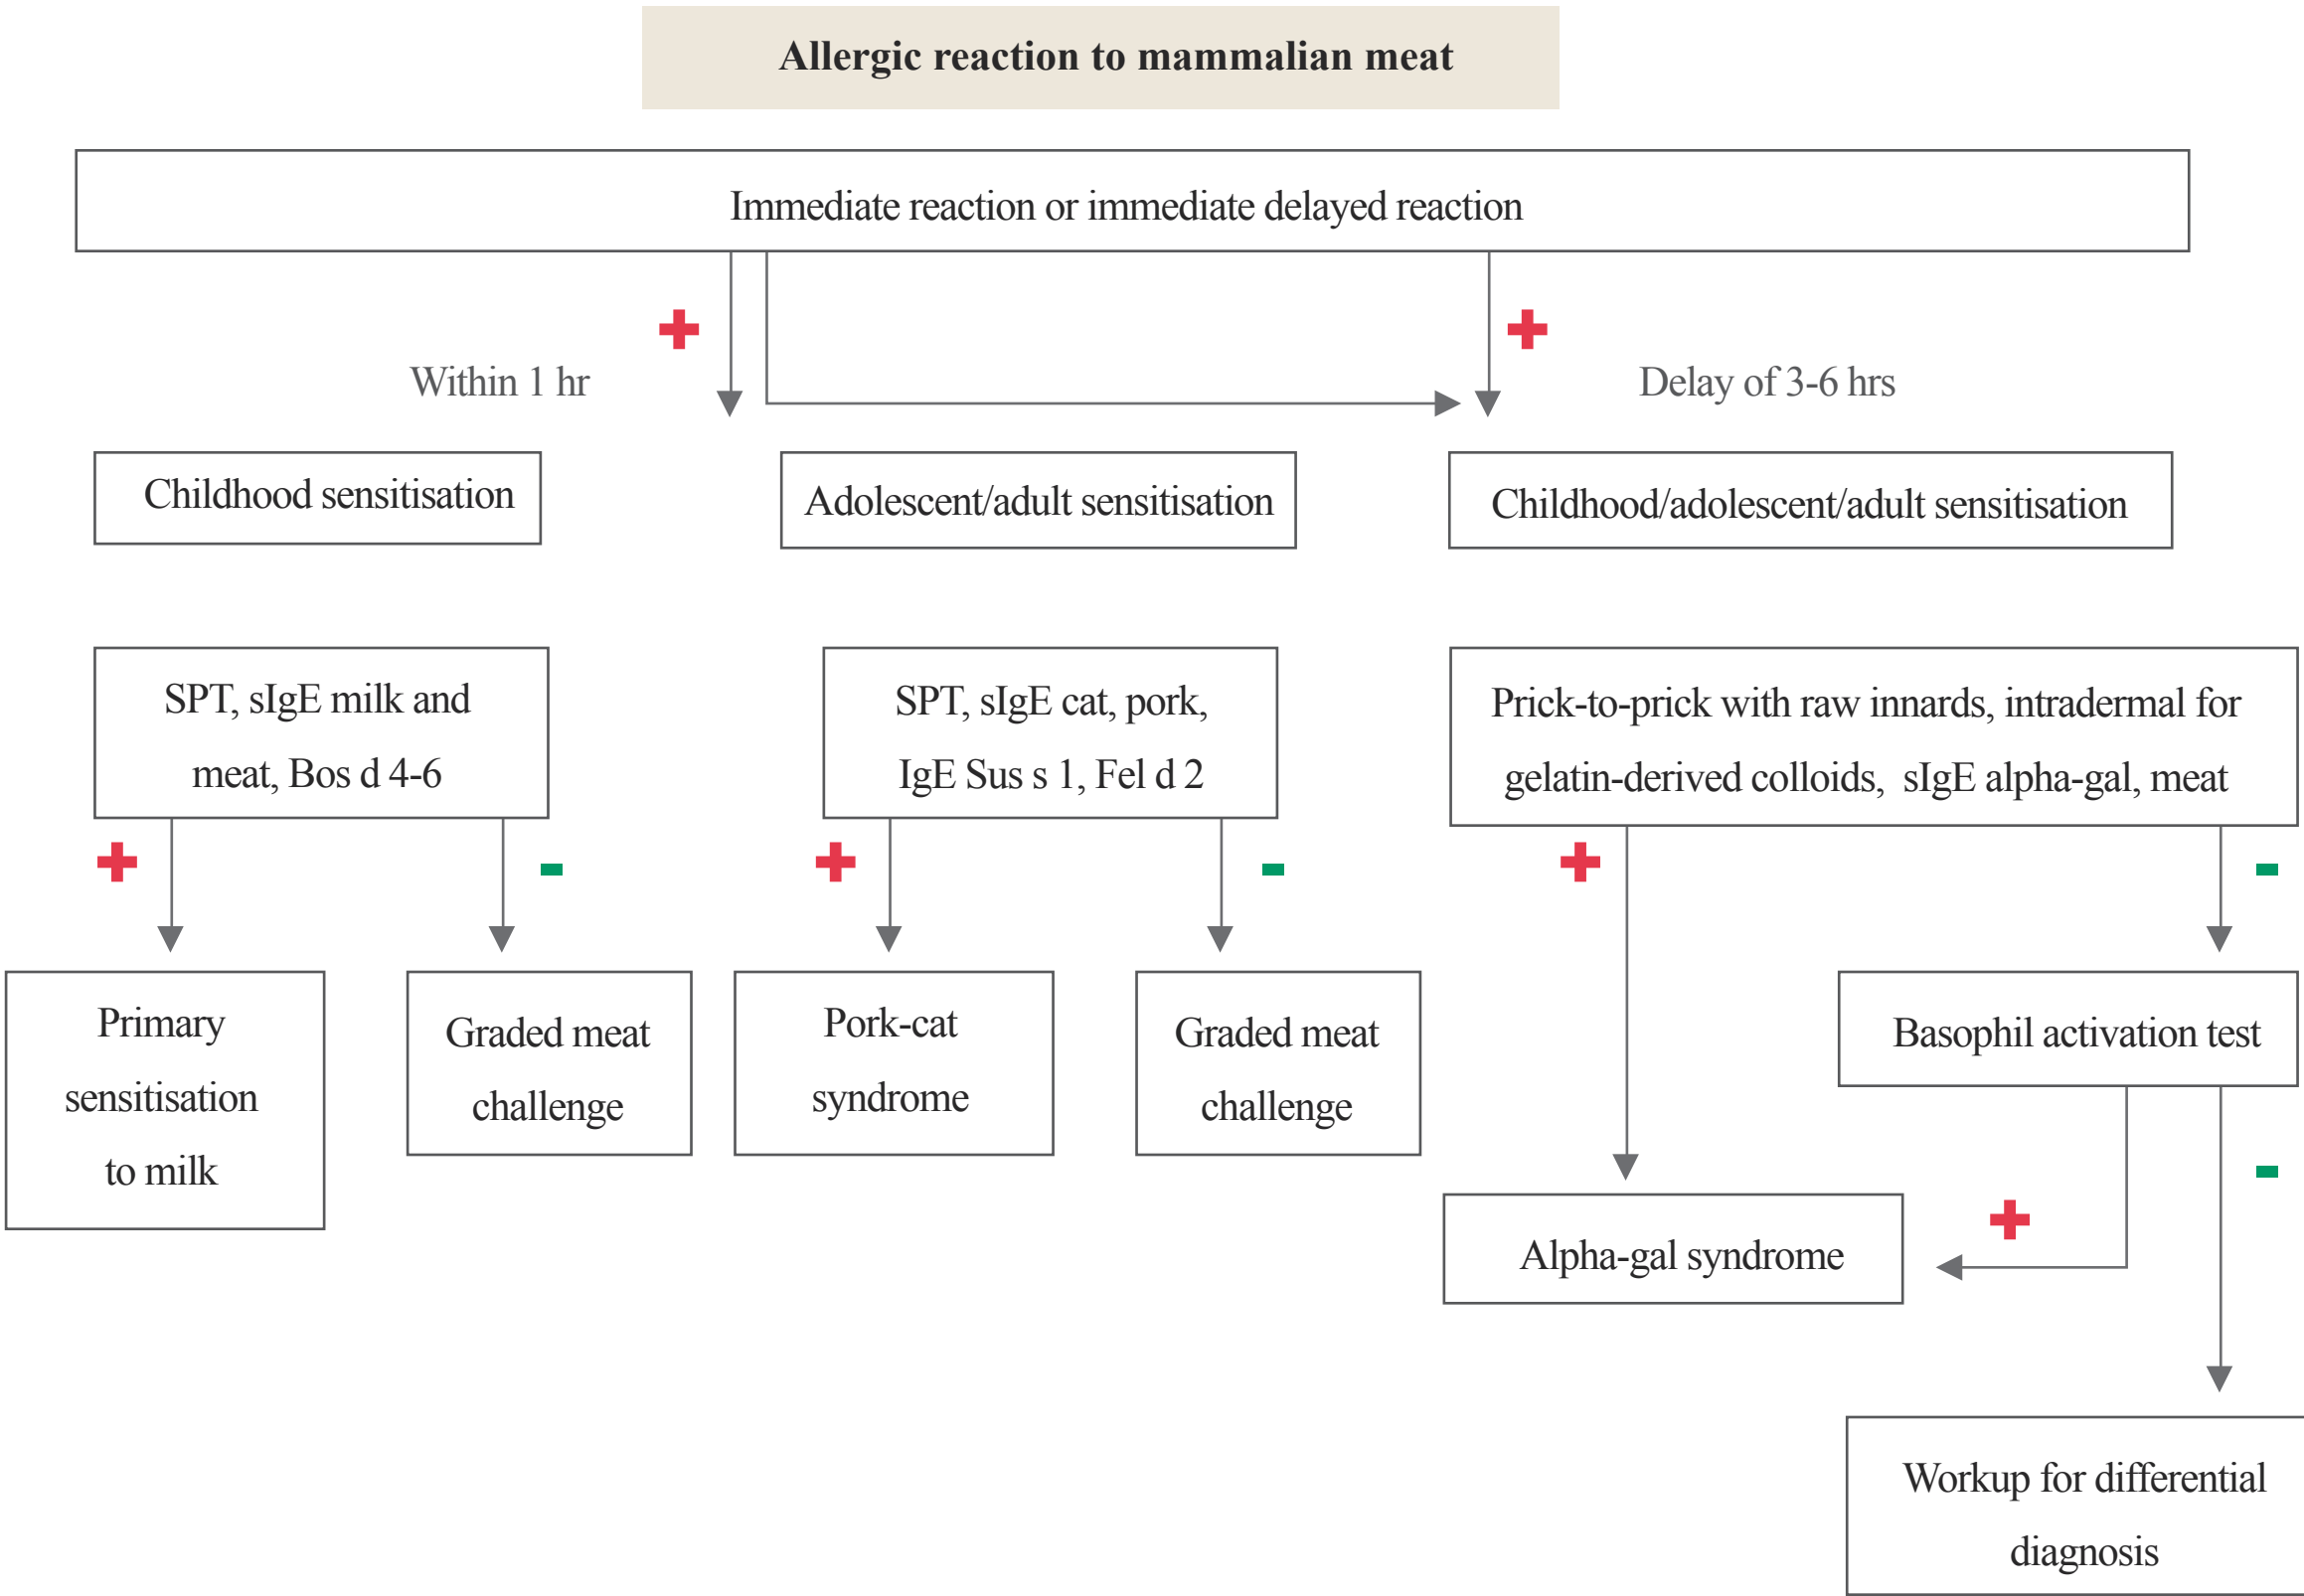 Allergic reaction to mammalian meat
Immediate reaction or immediate delayed reaction
Within 1 hr
Delay of 3-6 hrs
Childhood sensitisation
Adolescent/adult sensitisation
Childhood/adolescent/adult sensitisation
SPT, sIgE milk and
meat, Bos d 4-6
SPT, sIgE cat, pork,
IgE Sus s 1, Fel d 2
Prick-to-prick with raw innards, intradermal for
gelatin-derived colloids, sIgE alpha-gal, meat
+
-
+
-
+
-
Primary
sensitisation
to milk
Graded meat
challenge
Pork-cat
syndrome
Graded meat
challenge
Basophil activation test
Alpha-gal syndrome
+
-
Workup for differential
diagnosis